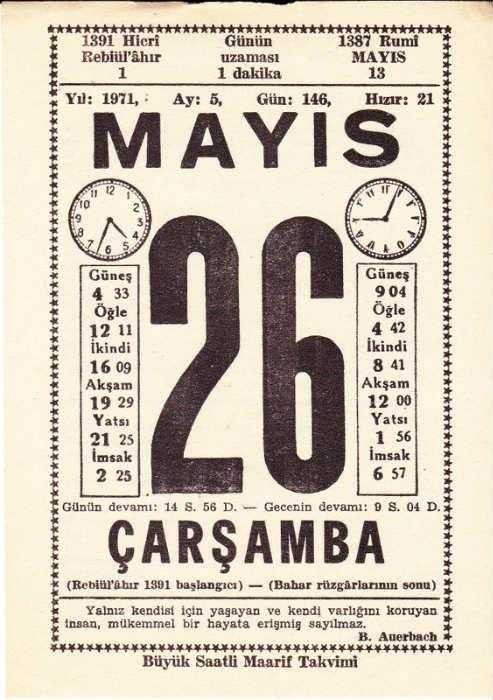 1391 Hicrî Günün 1387 Rumî
Rebiül'âhır uzaması MAYIS
1 1 dakika 13
Yıl: 1971, Ay: 5, Gün: 146, Hızır: 21
MAYIS
26
Güneş
4 33
Öğle
12 11
İkindi
16 09
Akşam
19 29
Yatsı
21 25
İmsak
2 25
Güneş
9 04
Öğle
4 42
İkindi
8 41
Akşam
12 00
Yatsı
1 56
İmsak
6 57
Günün devamı: 14 S. 56 D. — Gecenin devamı: 9 S. 04 D.
ÇARŞAMBA
(Rebiül'âhır 1391 başlangıcı) — (Bahar rüzgârlarının sonu)
Yalnız kendisi için yaşayan ve kendi varlığını koruyan
insan, mükemmel bir hayata erişmiş sayılmaz.
B. Auerbach
Büyük Saatli Maarif Takvimi